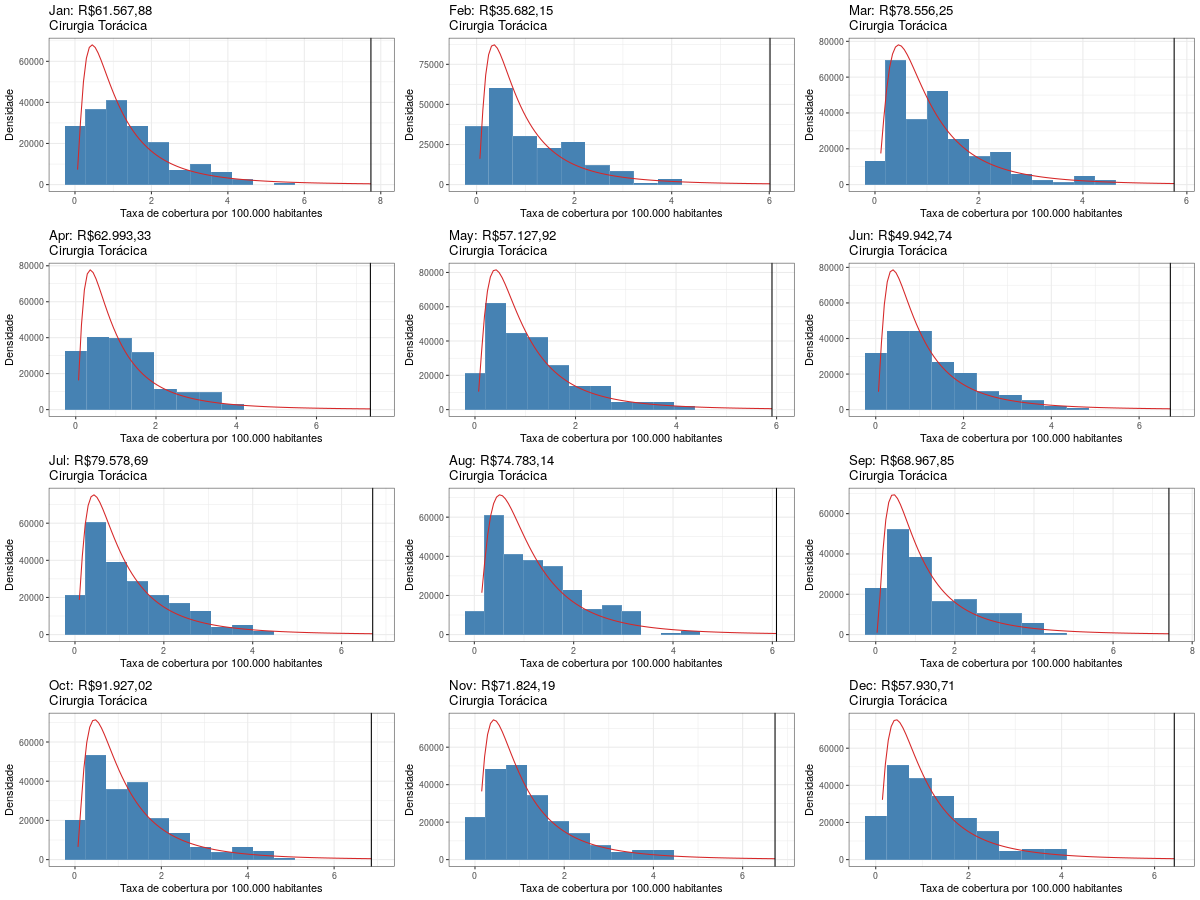 Jan: R$61.567,88
Cirurgia Torácica
Densidade
60000
40000
20000
0
0 2 4 6 8
Taxa de cobertura por 100.000 habitantes
Feb: R$35.682,15
Cirurgia Torácica
Densidade
75000
50000
25000
0
0 2 4 6
Taxa de cobertura por 100.000 habitantes
Mar: R$78.556,25
Cirurgia Torácica
Densidade
80000
60000
40000
20000
0
0 2 4 6
Taxa de cobertura por 100.000 habitantes
Apr: R$62.993,33
Cirurgia Torácica
Densidade
80000
60000
40000
20000
0
0 2 4 6
Taxa de cobertura por 100.000 habitantes
May: R$57.127,92
Cirurgia Torácica
Densidade
80000
60000
40000
20000
0
0 2 4 6
Taxa de cobertura por 100.000 habitantes
Jun: R$49.942,74
Cirurgia Torácica
Densidade
80000
60000
40000
20000
0
0 2 4 6
Taxa de cobertura por 100.000 habitantes
Jul: R$79.578,69
Cirurgia Torácica
Densidade
60000
40000
20000
0
0 2 4 6
Taxa de cobertura por 100.000 habitantes
Aug: R$74.783,14
Cirurgia Torácica
Densidade
60000
40000
20000
0
0 2 4 6
Taxa de cobertura por 100.000 habitantes
Sep: R$68.967,85
Cirurgia Torácica
Densidade
60000
40000
20000
0
0 2 4 6 8
Taxa de cobertura por 100.000 habitantes
Oct: R$91.927,02
Cirurgia Torácica
Densidade
60000
40000
20000
0
0 2 4 6
Taxa de cobertura por 100.000 habitantes
Nov: R$71.824,19
Cirurgia Torácica
Densidade
60000
40000
20000
0
0 2 4 6
Taxa de cobertura por 100.000 habitantes
Dec: R$57.930,71
Cirurgia Torácica
Densidade
60000
40000
20000
0
0 2 4 6
Taxa de cobertura por 100.000 habitantes